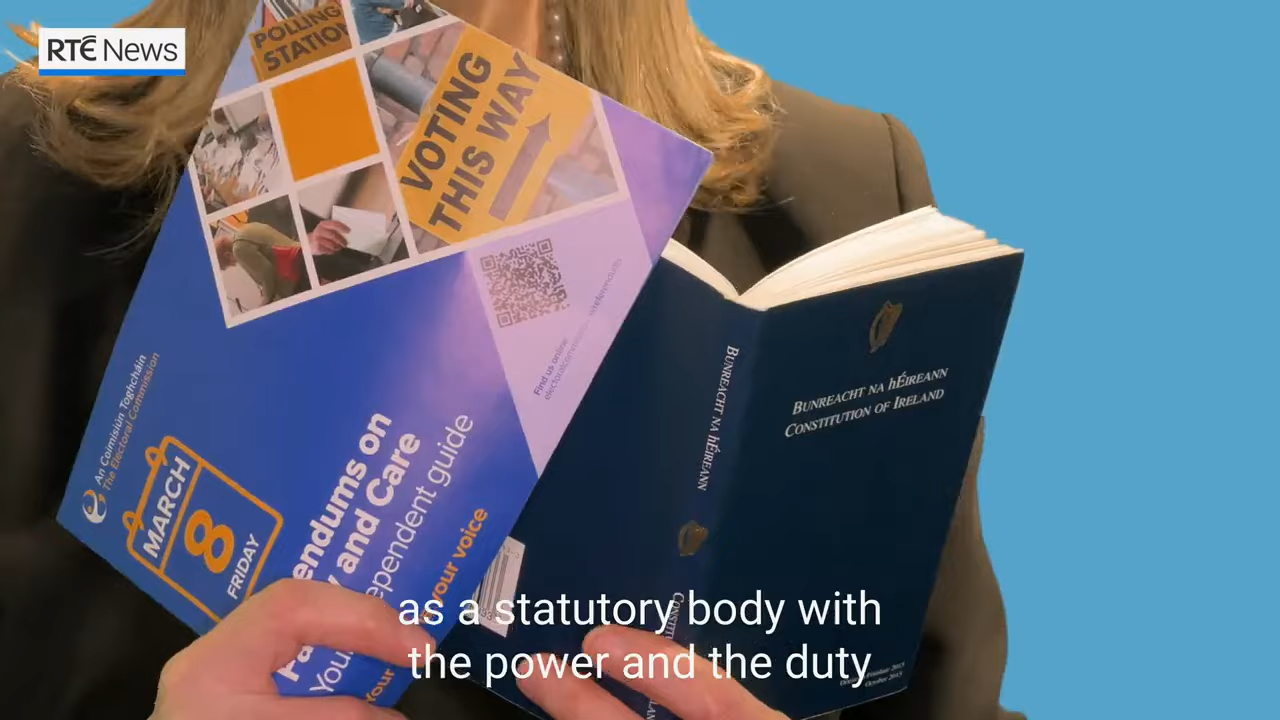 RTÉ News
POLLING
STATION
VOTING
THIS WAY
Find us online
An Coimisiún Toghcháin
The Electoral Commission
MARCH
8
FRIDAY
endums on
and Care
ependent guide
your voice
BUNREACHT NA hÉIREANN
BUNREACHT NA hÉIREANN
CONSTITUTION OF IRELAND
October 2015
as a statutory body with
the power and the duty